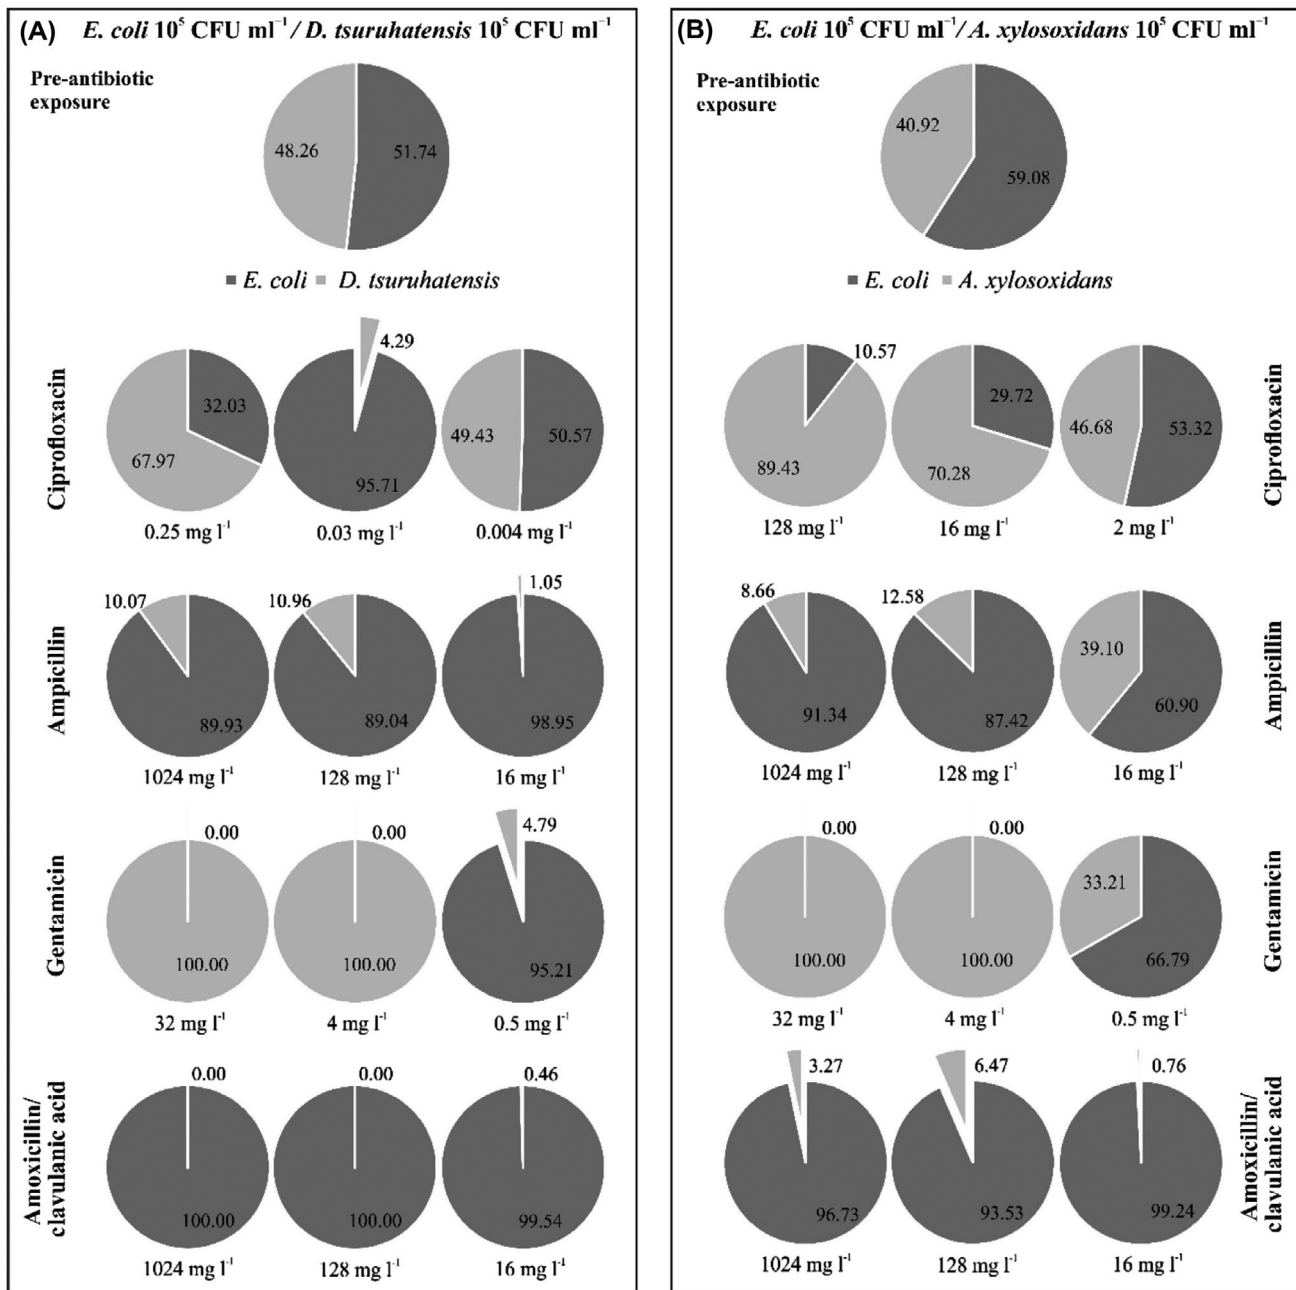 (A) E. coli 10⁵ CFU ml⁻¹ / D. tsuruhatensis 10⁵ CFU ml⁻¹
Pre-antibiotic
exposure
48.26
51.74
E. coli D. tsuruhatensis
Ciprofloxacin
32.03
67.97
0.25 mg l⁻¹
4.29
95.71
0.03 mg l⁻¹
49.43
50.57
0.004 mg l⁻¹
Ampicillin
10.07
89.93
1024 mg l⁻¹
10.96
89.04
128 mg l⁻¹
1.05
98.95
16 mg l⁻¹
Gentamicin
0.00
100.00
32 mg l⁻¹
0.00
100.00
4 mg l⁻¹
4.79
95.21
0.5 mg l⁻¹
Amoxicillin/
clavulanic acid
0.00
100.00
1024 mg l⁻¹
0.00
100.00
128 mg l⁻¹
0.46
99.54
16 mg l⁻¹
(B) E. coli 10⁵ CFU ml⁻¹/ A. xylosoxidans 10⁵ CFU ml⁻¹
Pre-antibiotic
exposure
40.92
59.08
E. coli A. xylosoxidans
10.57
89.43
128 mg l⁻¹
29.72
70.28
16 mg l⁻¹
46.68
53.32
2 mg l⁻¹
Ciprofloxacin
8.66
91.34
1024 mg l⁻¹
12.58
87.42
128 mg l⁻¹
39.10
60.90
16 mg l⁻¹
Ampicillin
0.00
100.00
32 mg l⁻¹
0.00
100.00
4 mg l⁻¹
33.21
66.79
0.5 mg l⁻¹
Gentamicin
3.27
96.73
1024 mg l⁻¹
6.47
93.53
128 mg l⁻¹
0.76
99.24
16 mg l⁻¹
Amoxicillin/
clavulanic acid